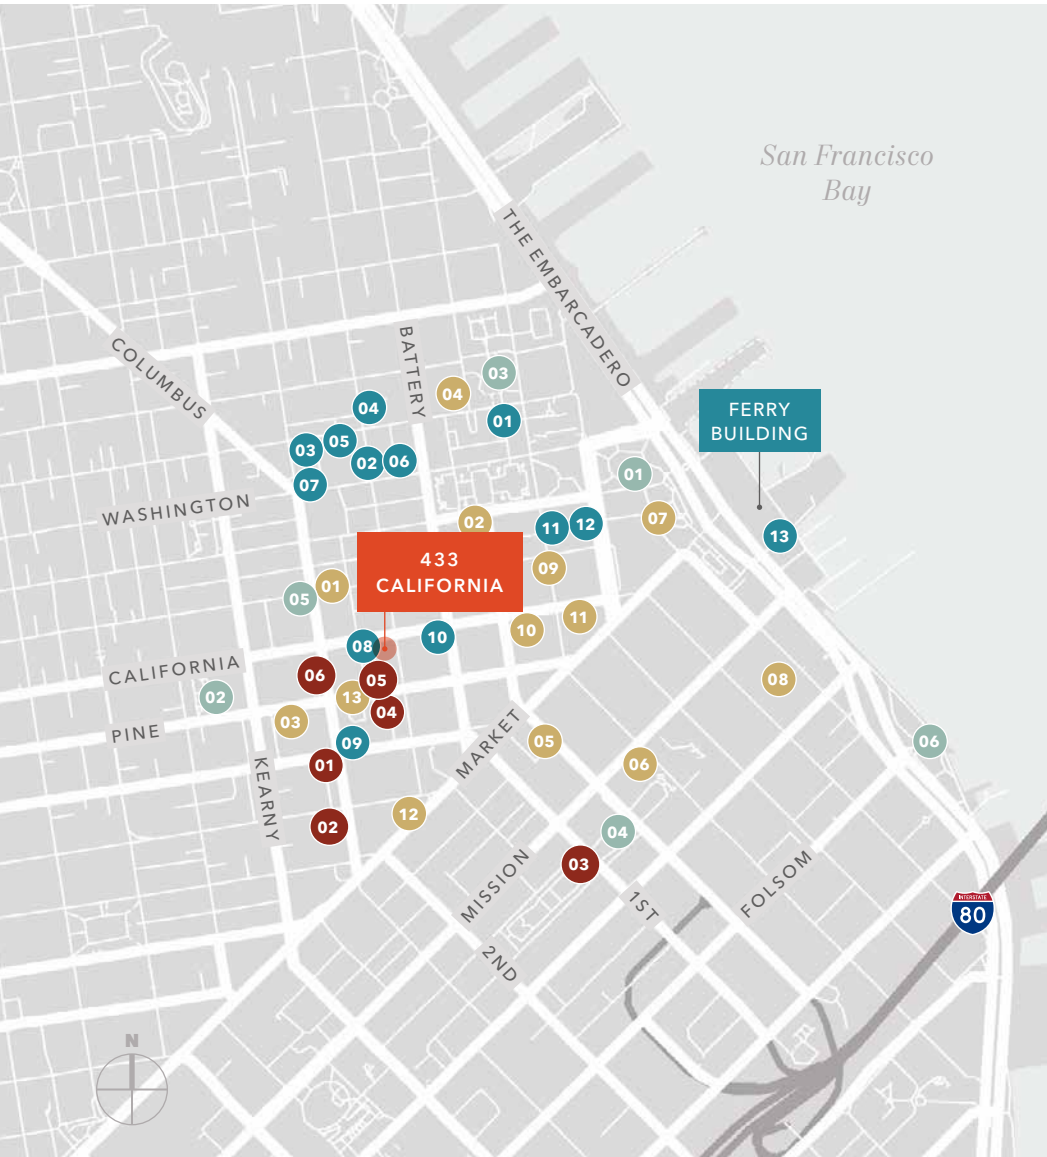 San Francisco
Bay
THE EMBARCADERO
BATTERY
COLUMBUS
03
04
04
01
FERRY
BUILDING
05
03
02
06
07
01
WASHINGTON
02
11
12
07
13
433
CALIFORNIA
09
01
05
11
10
10
08
CALIFORNIA
06
05
08
02
13
04
03
PINE
09
MARKET
05
06
01
06
KEARNY
12
02
04
03
MISSION
1ST
FOLSOM
INTERSTATE
80
2ND
N